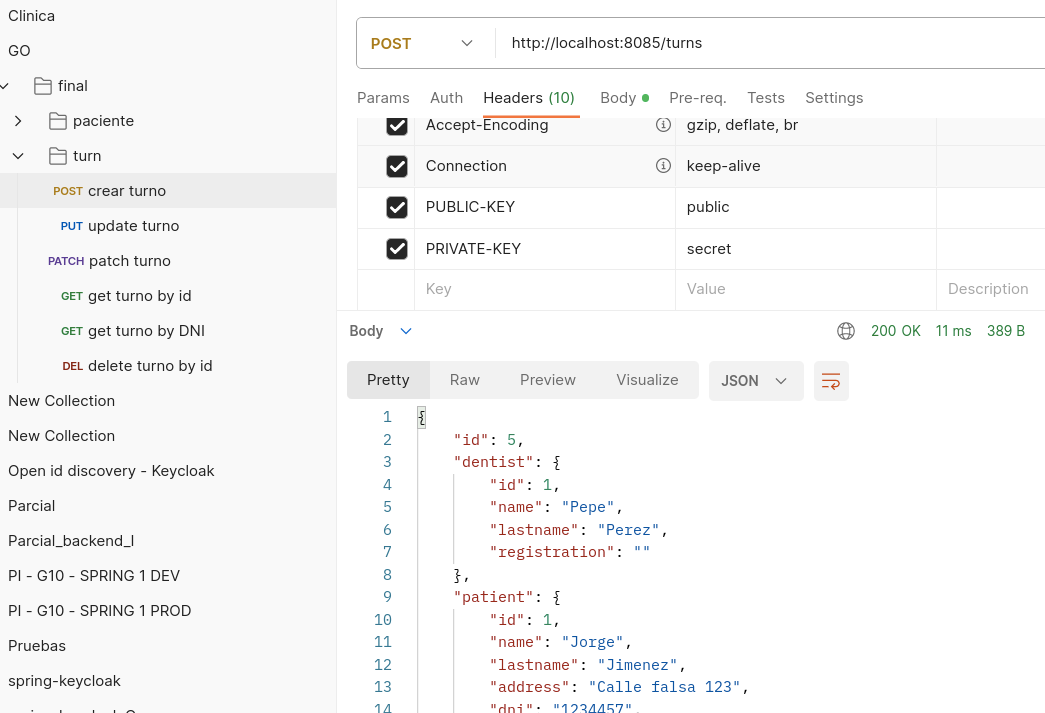 Clinica
GO
final
paciente
turn
POST crear turno
PUT update turno
PATCH patch turno
GET get turno by id
GET get turno by DNI
DEL delete turno by id
New Collection
New Collection
Open id discovery - Keycloak
Parcial
Parcial_backend_I
PI - G10 - SPRING 1 DEV
PI - G10 - SPRING 1 PROD
Pruebas
spring-keycloak
POST http://localhost:8085/turns
Params Auth Headers (10) Body Pre-req. Tests Settings
Accept-Encoding gzip, deflate, br
Connection keep-alive
PUBLIC-KEY public
PRIVATE-KEY secret
Key Value Description
Body 200 OK 11 ms 389 B
Pretty Raw Preview Visualize JSON
1 {
2 "id": 5,
3 "dentist": {
4 "id": 1,
5 "name": "Pepe",
6 "lastname": "Perez",
7 "registration": ""
8 },
9 "patient": {
10 "id": 1,
11 "name": "Jorge",
12 "lastname": "Jimenez",
13 "address": "Calle falsa 123",
14 "dni": "1234457",